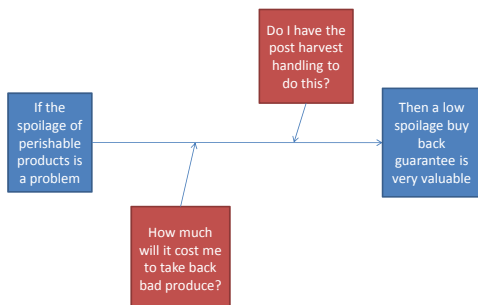 Do I have the
post harvest
handling to
do this?
If the
spoilage of
perishable
products is
a problem
Then a low
spoilage buy
back
guarantee is
very valuable
How much
will it cost me
to take back
bad produce?